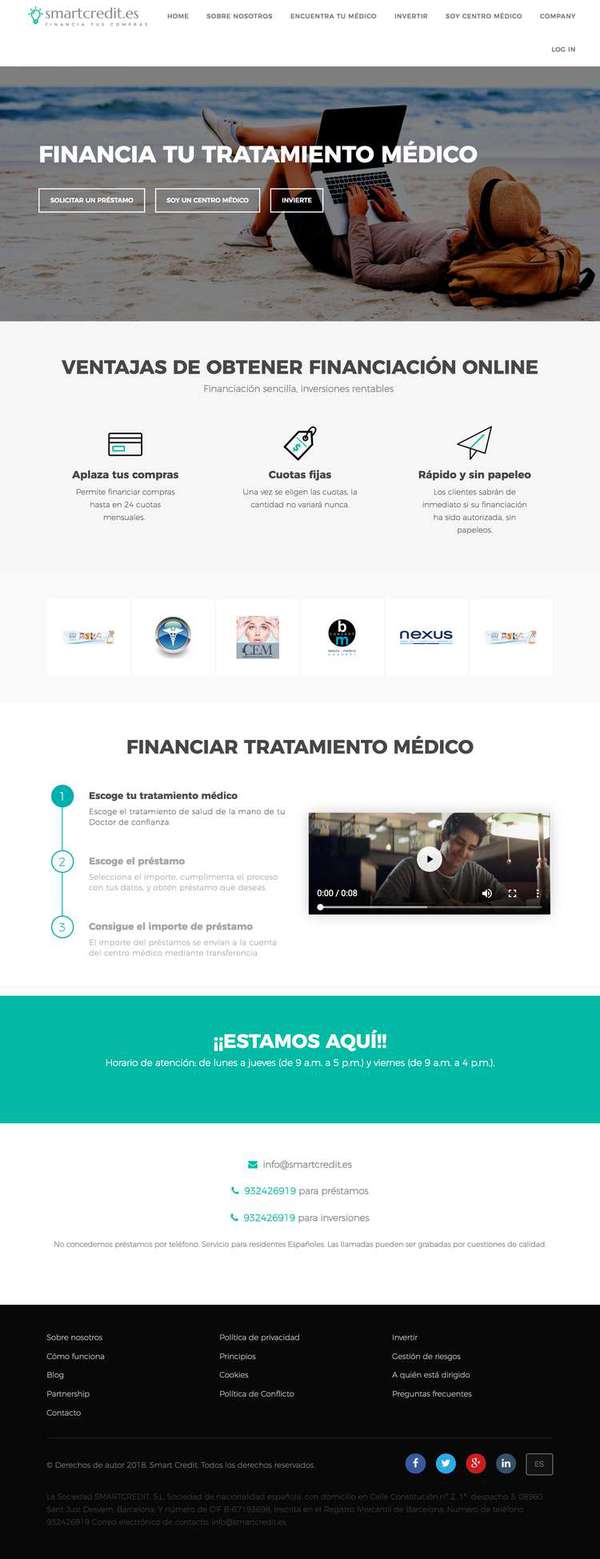 smartcredit.es
FINANCIA TUS COMPRAS
HOME SOBRE NOSOTROS ENCUENTRA TU MÉDICO INVERTIR SOY CENTRO MÉDICO COMPANY
LOG IN
FINANCIA TU TRATAMIENTO MÉDICO
SOLICITAR UN PRÉSTAMO SOY UN CENTRO MÉDICO INVIERTE
VENTAJAS DE OBTENER FINANCIACIÓN ONLINE
Financiación sencilla, inversiones rentables
Aplaza tus compras
Permite financiar compras
hasta en 24 cuotas
mensuales.
Cuotas fijas
Una vez se eligen las cuotas, la
cantidad no variará nunca.
Rápido y sin papeleo
Los clientes sabrán de
inmediato si su financiación
ha sido autorizada, sin
papeleos.
CEM
b
m
nexus
FINANCIAR TRATAMIENTO MÉDICO
1 Escoge tu tratamiento médico
Escoge el tratamiento de salud de la mano de tu
Doctor de confianza
2 Escoge el préstamo
Selecciona el importe, cumplimenta el proceso
con tus datos, y obtén préstamo que deseas.
3 Consigue el importe de préstamo
El importe del préstamos se envían a la cuenta
del centro médico mediante transferencia
0:00 / 0:08
¡¡ESTAMOS AQUÍ!!
Horario de atención: de lunes a jueves (de 9 a.m. a 5 p.m.) y viernes (de 9 a.m. a 4 p.m.).
info@smartcredit.es
932426919 para préstamos
932426919 para inversiones
No concedemos préstamos por teléfono. Servicio para residentes Españoles. Las llamadas pueden ser grabadas por cuestiones de calidad.
Sobre nosotros
Cómo funciona
Blog
Partnership
Contacto
Política de privacidad
Principios
Cookies
Política de Conflicto
Invertir
Gestión de riesgos
A quién está dirigido
Preguntas frecuentes
© Derechos de autor 2018. Smart Credit. Todos los derechos reservados.
f g+ in ES
La Sociedad SMARTCREDIT, S.L, Sociedad de nacionalidad española, con domicilio en Calle Constitución nº 2, 1ª, despacho 3, 08960
Sant Just Desvern, Barcelona. Y número de CIF B-67193698, inscrita en el Registro Mercantil de Barcelona. Numero de teléfono
932426919 Correo electrónico de contacto: info@smartcredit.es